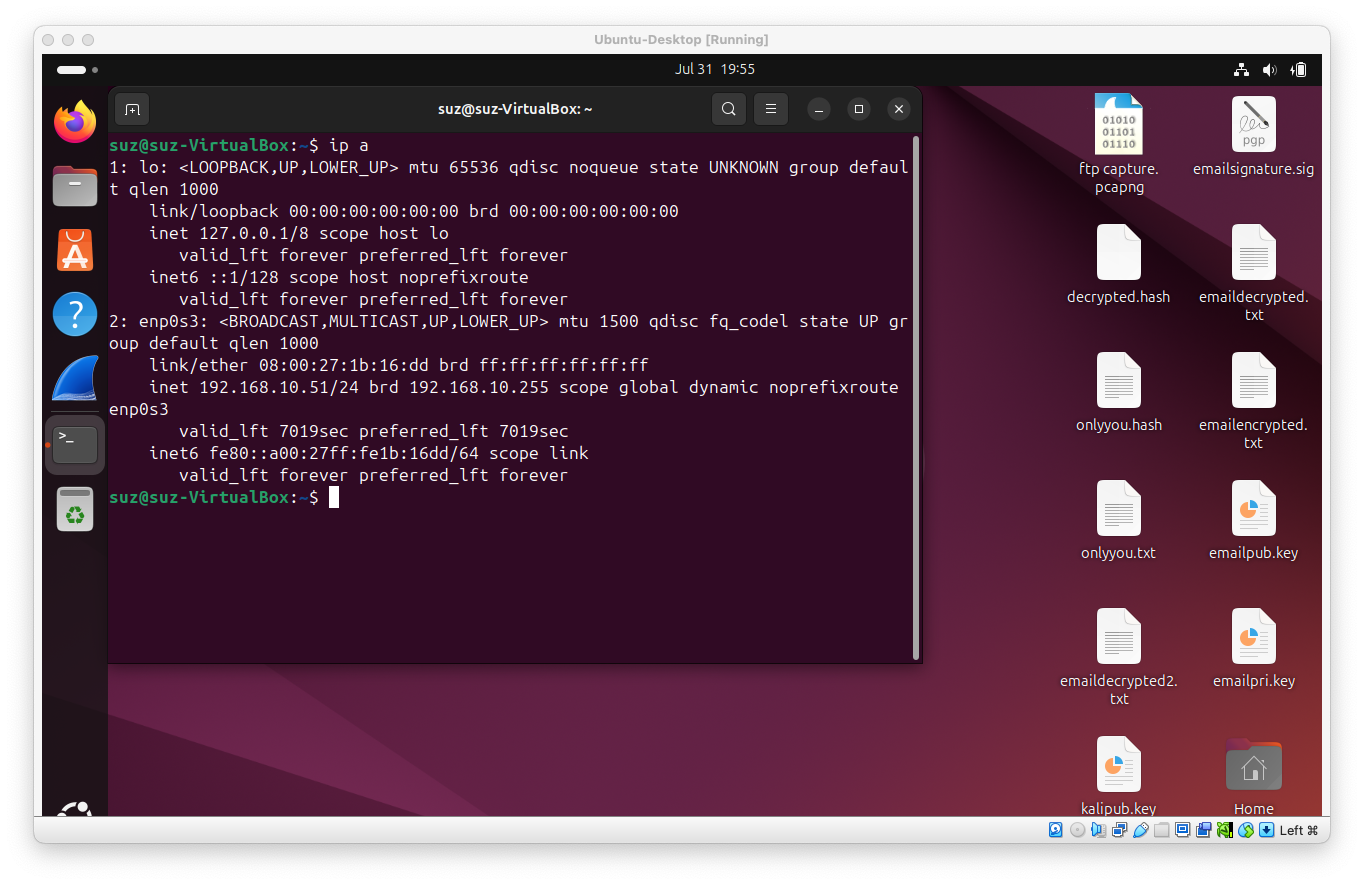 Ubuntu-Desktop [Running]
Jul 31 19:55
suz@suz-VirtualBox: ~
suz@suz-VirtualBox:~$ ip a
1: lo: <LOOPBACK,UP,LOWER_UP> mtu 65536 qdisc noqueue state UNKNOWN group defaul
t qlen 1000
    link/loopback 00:00:00:00:00:00 brd 00:00:00:00:00:00
    inet 127.0.0.1/8 scope host lo
       valid_lft forever preferred_lft forever
    inet6 ::1/128 scope host noprefixroute
       valid_lft forever preferred_lft forever
2: enp0s3: <BROADCAST,MULTICAST,UP,LOWER_UP> mtu 1500 qdisc fq_codel state UP gr
oup default qlen 1000
    link/ether 08:00:27:1b:16:dd brd ff:ff:ff:ff:ff:ff
    inet 192.168.10.51/24 brd 192.168.10.255 scope global dynamic noprefixroute
enp0s3
       valid_lft 7019sec preferred_lft 7019sec
    inet6 fe80::a00:27ff:fe1b:16dd/64 scope link
       valid_lft forever preferred_lft forever
suz@suz-VirtualBox:~$
>_
?
01010
01101
01110
ftp capture.
pcapng
pgp
emailsignature.sig
decrypted.hash
emaildecrypted.
txt
onlyyou.hash
emailencrypted.
txt
onlyyou.txt
emailpub.key
emaildecrypted2.
txt
emailpri.key
kalipub.key
Home
Left ⌘